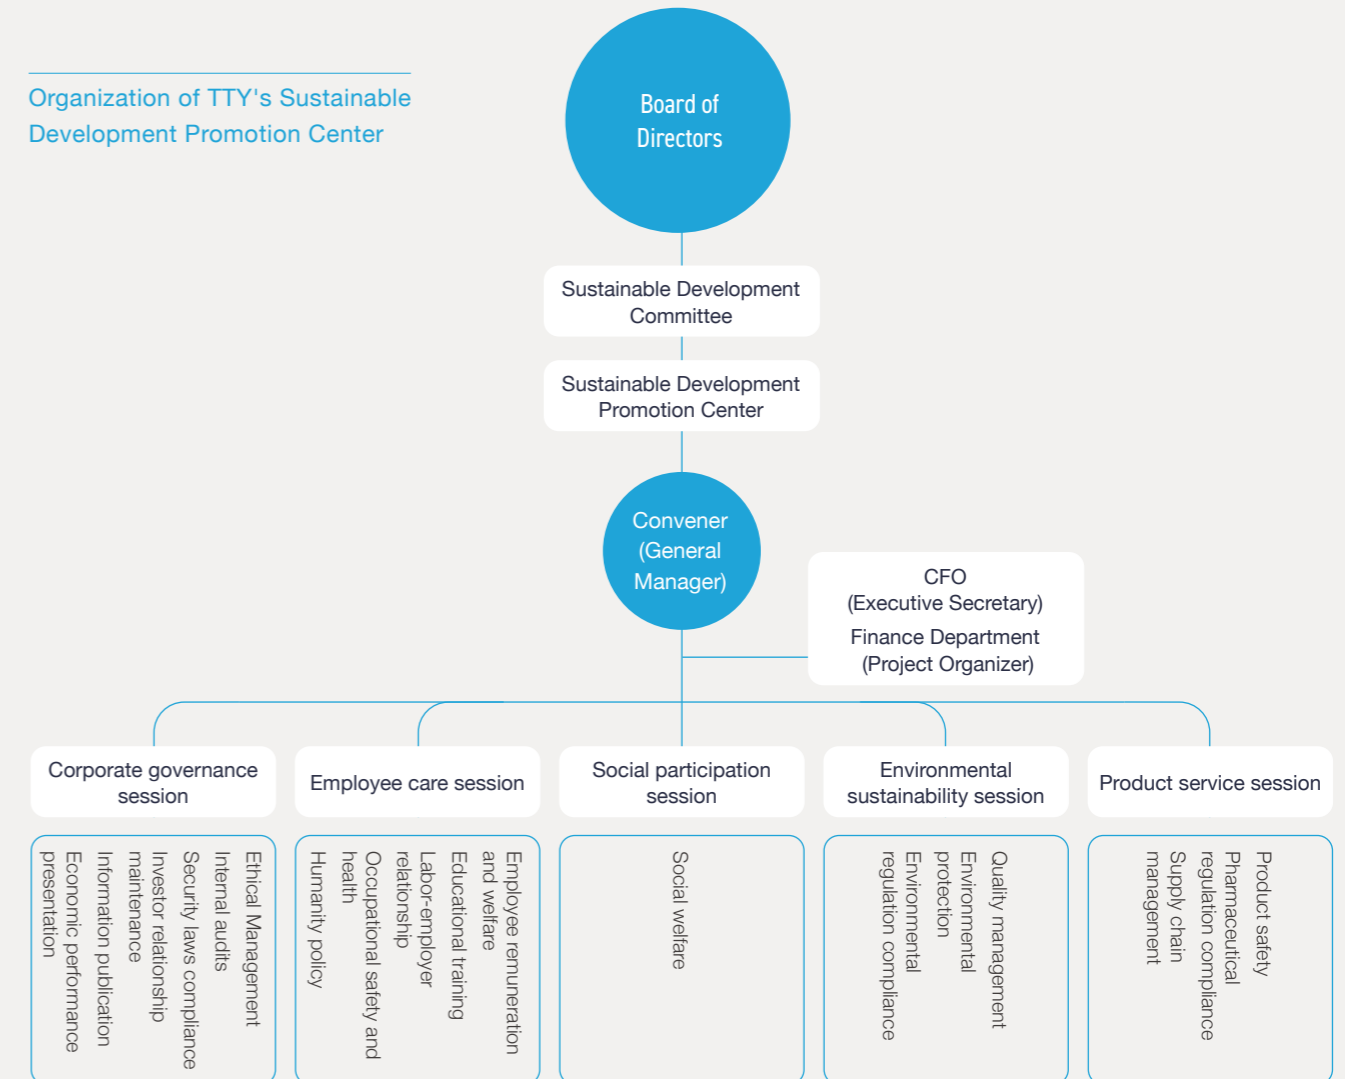 Organization of TTY's Sustainable
Development Promotion Center
Board of
Directors
Sustainable Development
Committee
Sustainable Development
Promotion Center
Convener
(General
Manager)
CFO
(Executive Secretary)
Finance Department
(Project Organizer)
Corporate governance
session
Employee care session
Social participation
session
Environmental
sustainability session
Product service session
Ethical Management
Internal audits
Security laws compliance
Investor relationship
maintenance
Information publication
Economic performance
presentation
Employee remuneration
and welfare
Educational training
Labor-employer
relationship
Occupational safety and
health
Humanity policy
Social welfare
Quality management
Environmental
protection
Environmental
regulation compliance
Product safety
Pharmaceutical
regulation compliance
Supply chain
management